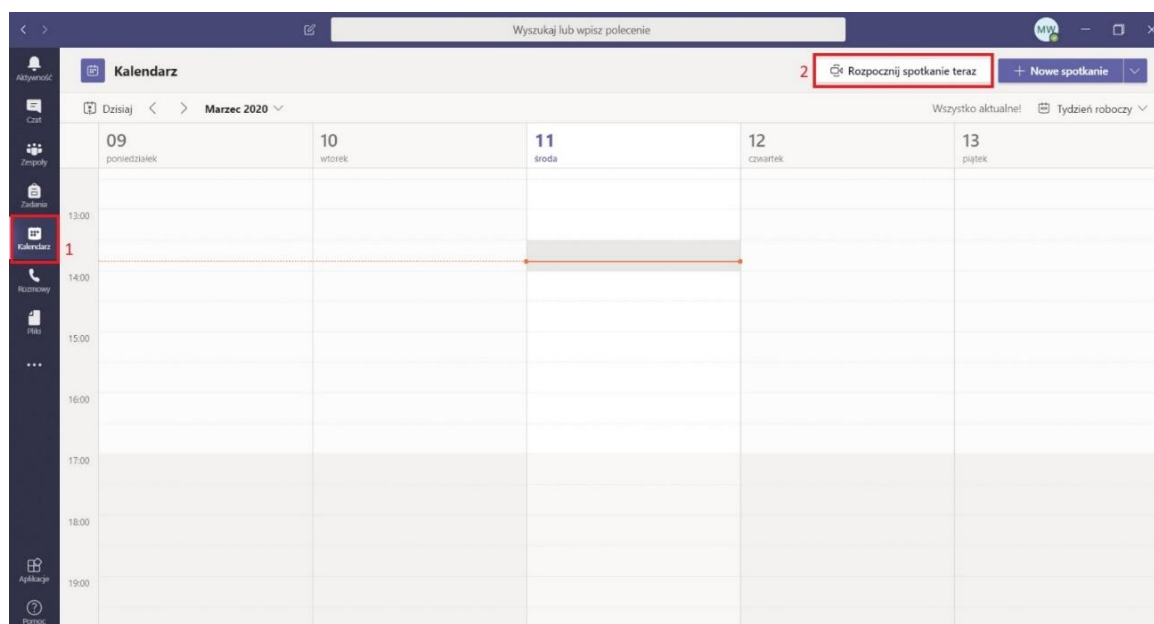 Wyszukaj lub wpisz polecenie
MW
Aktywność
Czat
Zespoły
Zadania
Kalendarz
1
Rozmowy
Pliki
...
Aplikacje
Pomoc
Kalendarz
2
Rozpocznij spotkanie teraz
+ Nowe spotkanie
Dzisiaj
Marzec 2020
Wszystko aktualne!
Tydzień roboczy
09
poniedziałek
10
wtorek
11
środa
12
czwartek
13
piątek
13:00
14:00
15:00
16:00
17:00
18:00
19:00